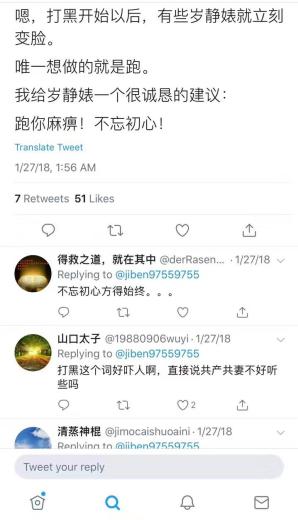 嗯，打黑开始以后，有些岁静婊就立刻
变脸。
唯一想做的就是跑。
我给岁静婊一个很诚恳的建议：
跑你麻痹！不忘初心！
Translate Tweet
1/27/18, 1:56 AM
7 Retweets 51 Likes
得救之道，就在其中 @derRasen... · 1/27/18
Replying to @jiben97559755
不忘初心方得始终。。。
山口太子 @19880906wuyi · 1/27/18
Replying to @jiben97559755
打黑这个词好吓人啊，直接说共产共妻不好听
些吗
2
清蒸神棍 @jimocaishuoaini · 1/27/18
Replying to @jiben97559755
Tweet your reply